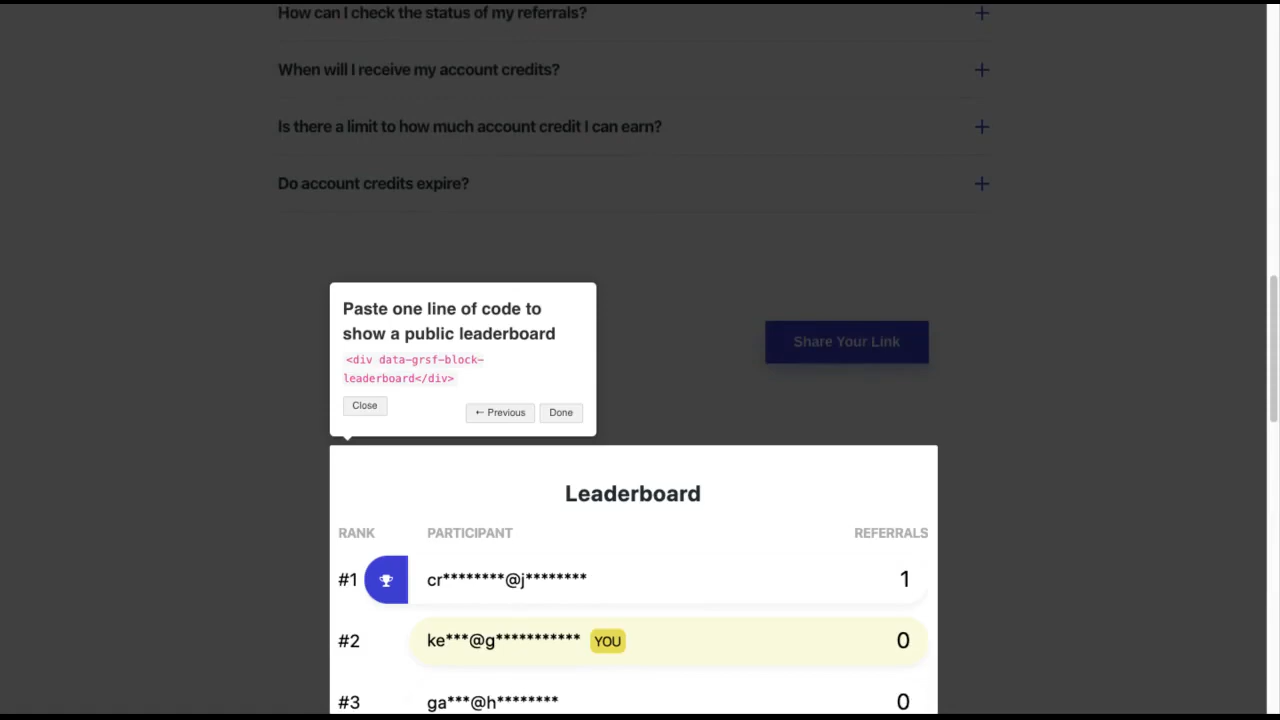 How can I check the status of my referrals?
When will I receive my account credits?
Is there a limit to how much account credit I can earn?
Do account credits expire?
Paste one line of code to
show a public leaderboard
<div data-grsf-block-
leaderboard</div>
Close
← Previous
Done
Share Your Link
Leaderboard
RANK PARTICIPANT REFERRALS
#1 cr********@j******** 1
#2 ke***@g*********** YOU 0
#3 ga***@h******** 0